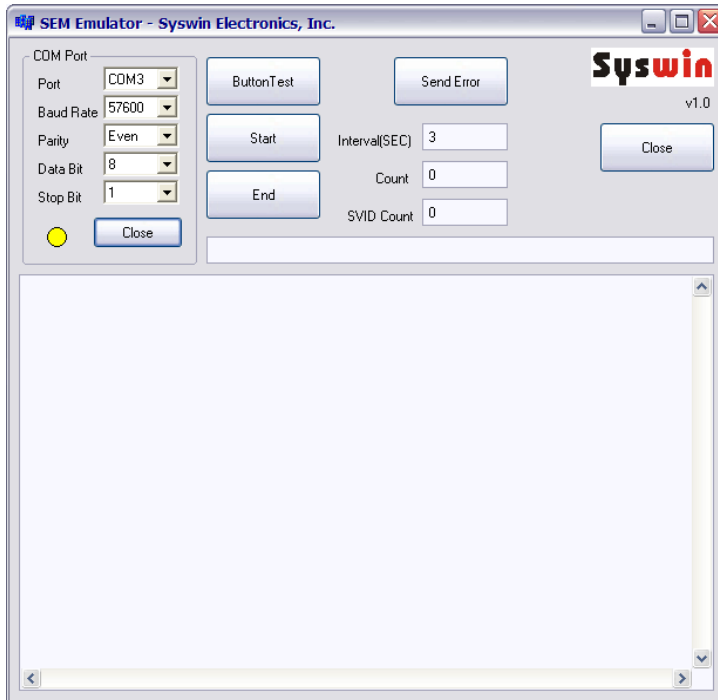 SEM Emulator - Syswin Electronics, Inc.
COM Port
Port COM3
Baud Rate 57600
Parity Even
Data Bit 8
Stop Bit 1
Close
ButtonTest
Start
End
Send Error
Interval(SEC) 3
Count 0
SVID Count 0
Syswin
v1.0
Close